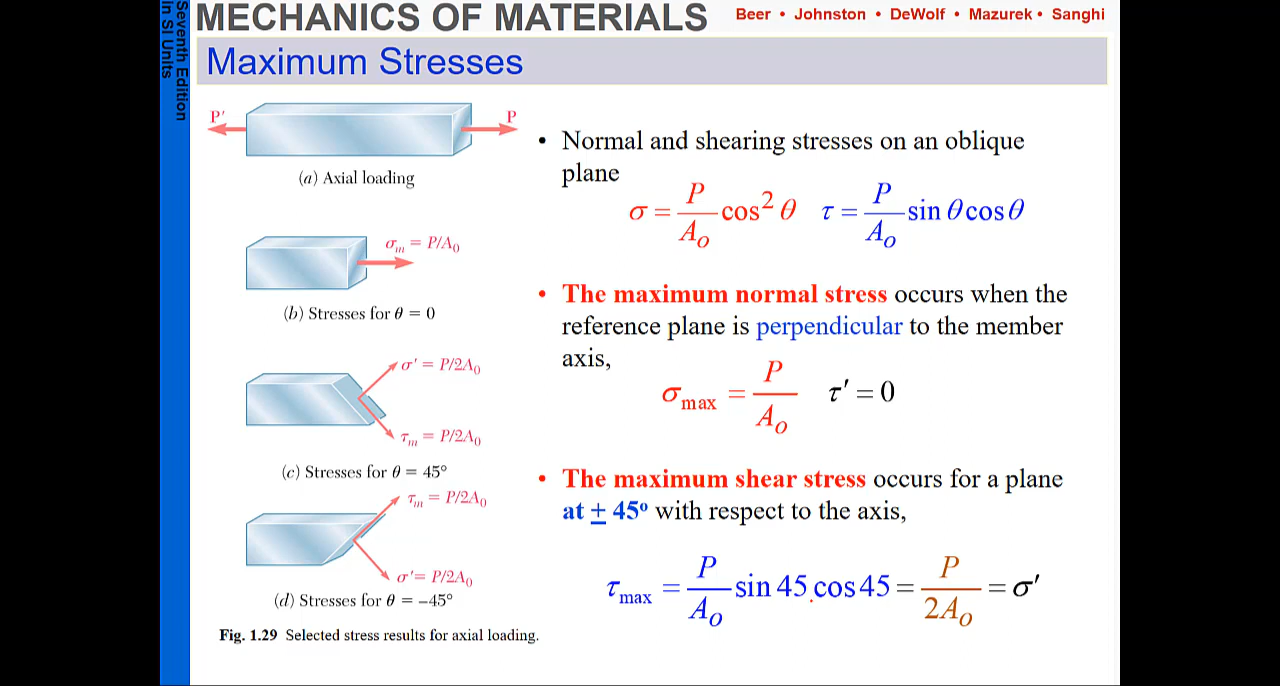 MECHANICS OF MATERIALS
Beer • Johnston • DeWolf • Mazurek • Sanghi
Seventh Edition
in SI Units
Maximum Stresses
P′
P
(a) Axial loading
σm = P/A0
(b) Stresses for θ = 0
σ′ = P/2A0
τm = P/2A0
(c) Stresses for θ = 45°
τm = P/2A0
σ′= P/2A0
(d) Stresses for θ = −45°
Fig. 1.29 Selected stress results for axial loading.
• Normal and shearing stresses on an oblique
plane
σ = P/Ao cos² θ τ = P/Ao sin θ cos θ
• The maximum normal stress occurs when the
reference plane is perpendicular to the member
axis,
σmax = P/Ao τ′ = 0
• The maximum shear stress occurs for a plane
at ± 45º with respect to the axis,
τmax = P/Ao sin 45 cos 45 = P/2Ao = σ′